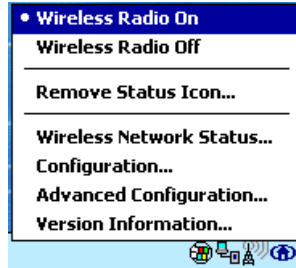 Wireless Radio On
Wireless Radio Off
Remove Status Icon...
Wireless Network Status...
Configuration...
Advanced Configuration...
Version Information...